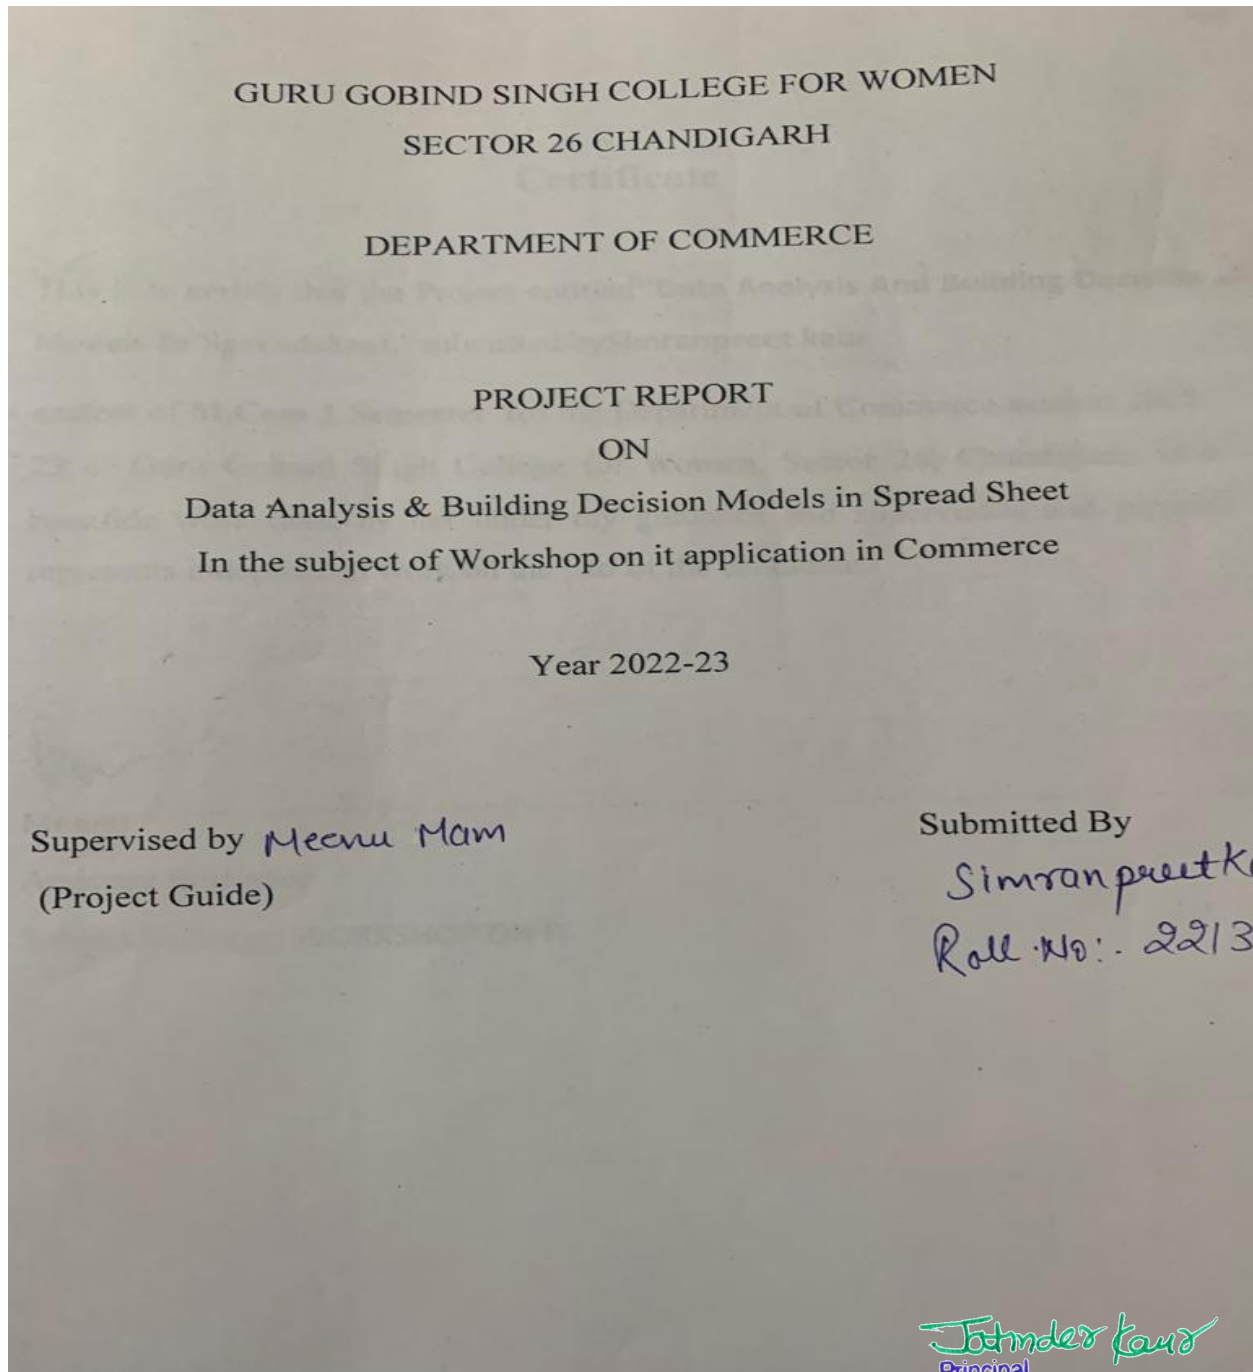 GURU GOBIND SINGH COLLEGE FOR WOMEN
SECTOR 26 CHANDIGARH
Certificate
DEPARTMENT OF COMMERCE
PROJECT REPORT
ON
Data Analysis & Building Decision Models in Spread Sheet
In the subject of Workshop on it application in Commerce
Year 2022-23
Supervised by Meenu Mam
(Project Guide)
Submitted By
Simranpreet K
Roll No:- 2213
Jatinder Kaur
Principal